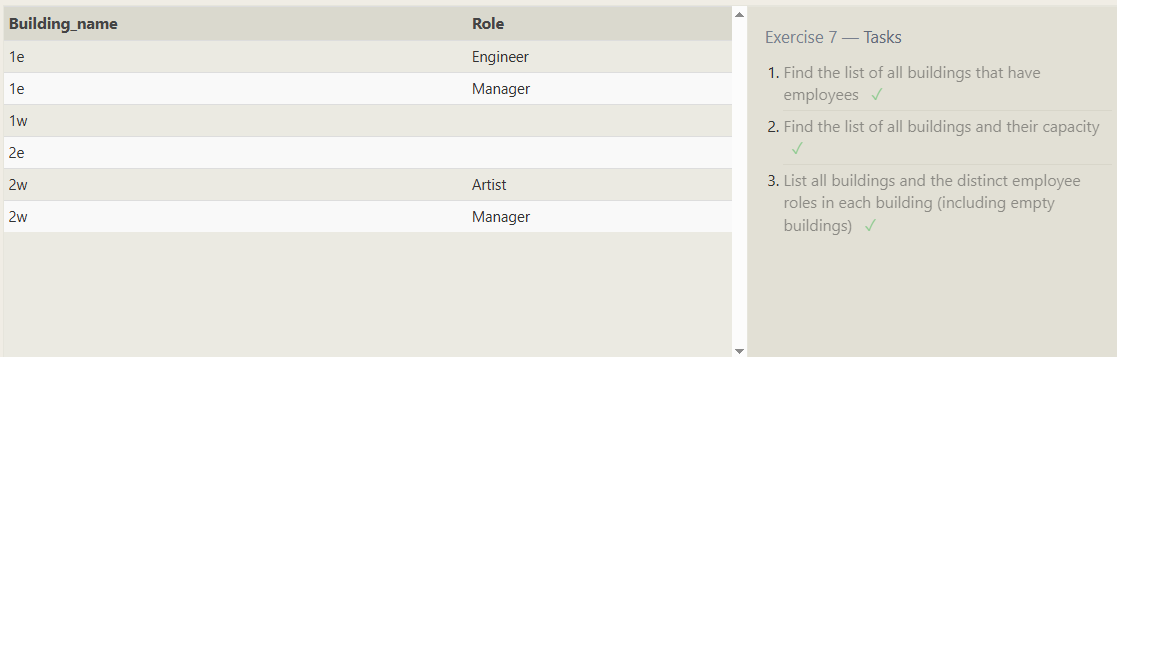 Building_name Role
1e Engineer
1e Manager
1w
2e
2w Artist
2w Manager
Exercise 7 — Tasks
1. Find the list of all buildings that have
employees ✓
2. Find the list of all buildings and their capacity
✓
3. List all buildings and the distinct employee
roles in each building (including empty
buildings) ✓